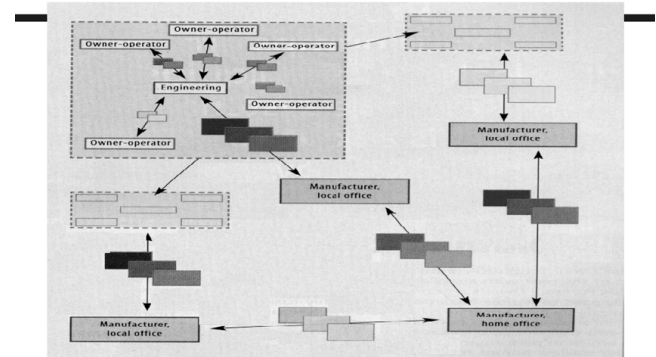 Owner-operator
Owner-operator
Owner-operator
Engineering
Owner-operator
Owner-operator
Manufacturer,
local office
Manufacturer,
local office
Manufacturer,
local office
Manufacturer,
home office